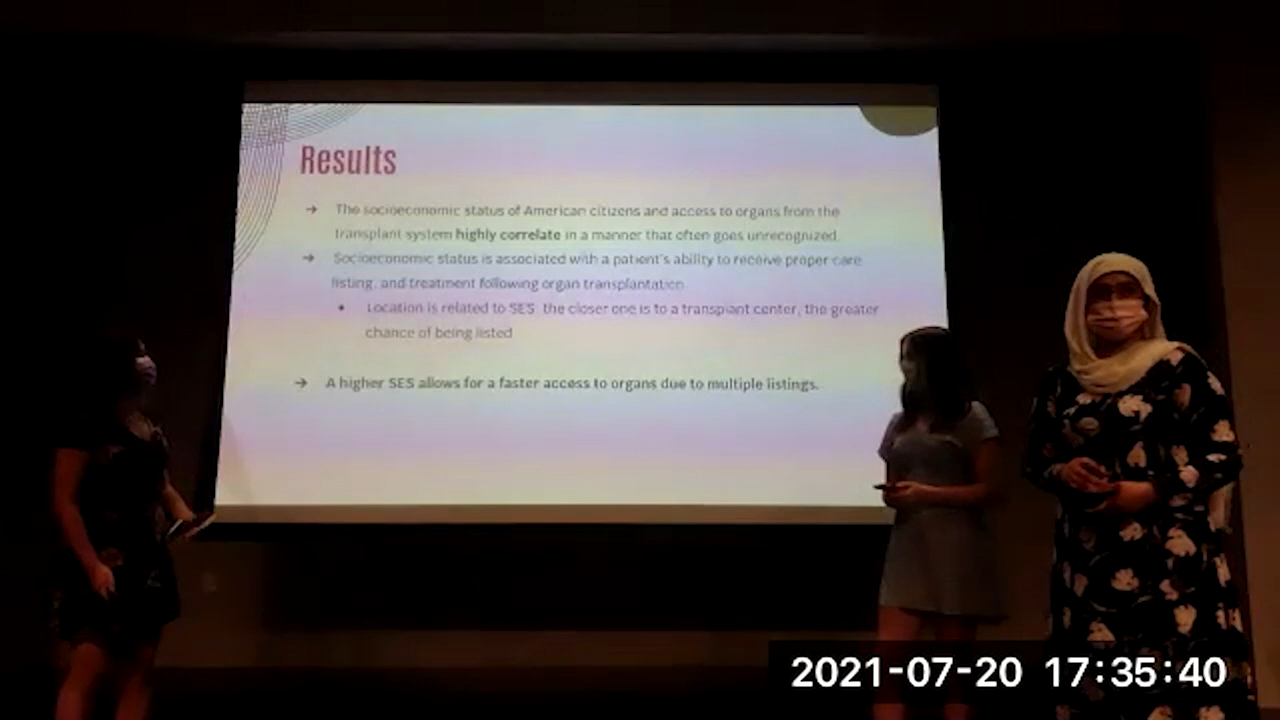 Results
→ The socioeconomic status of American citizens and access to organs from the
transplant system highly correlate in a manner that often goes unrecognized.
→ Socioeconomic status is associated with a patient's ability to receive proper care
listing, and treatment following organ transplantation
• Location is related to SES: the closer one is to a transplant center, the greater
chance of being listed
→ A higher SES allows for a faster access to organs due to multiple listings.
2021-07-20 17:35:40